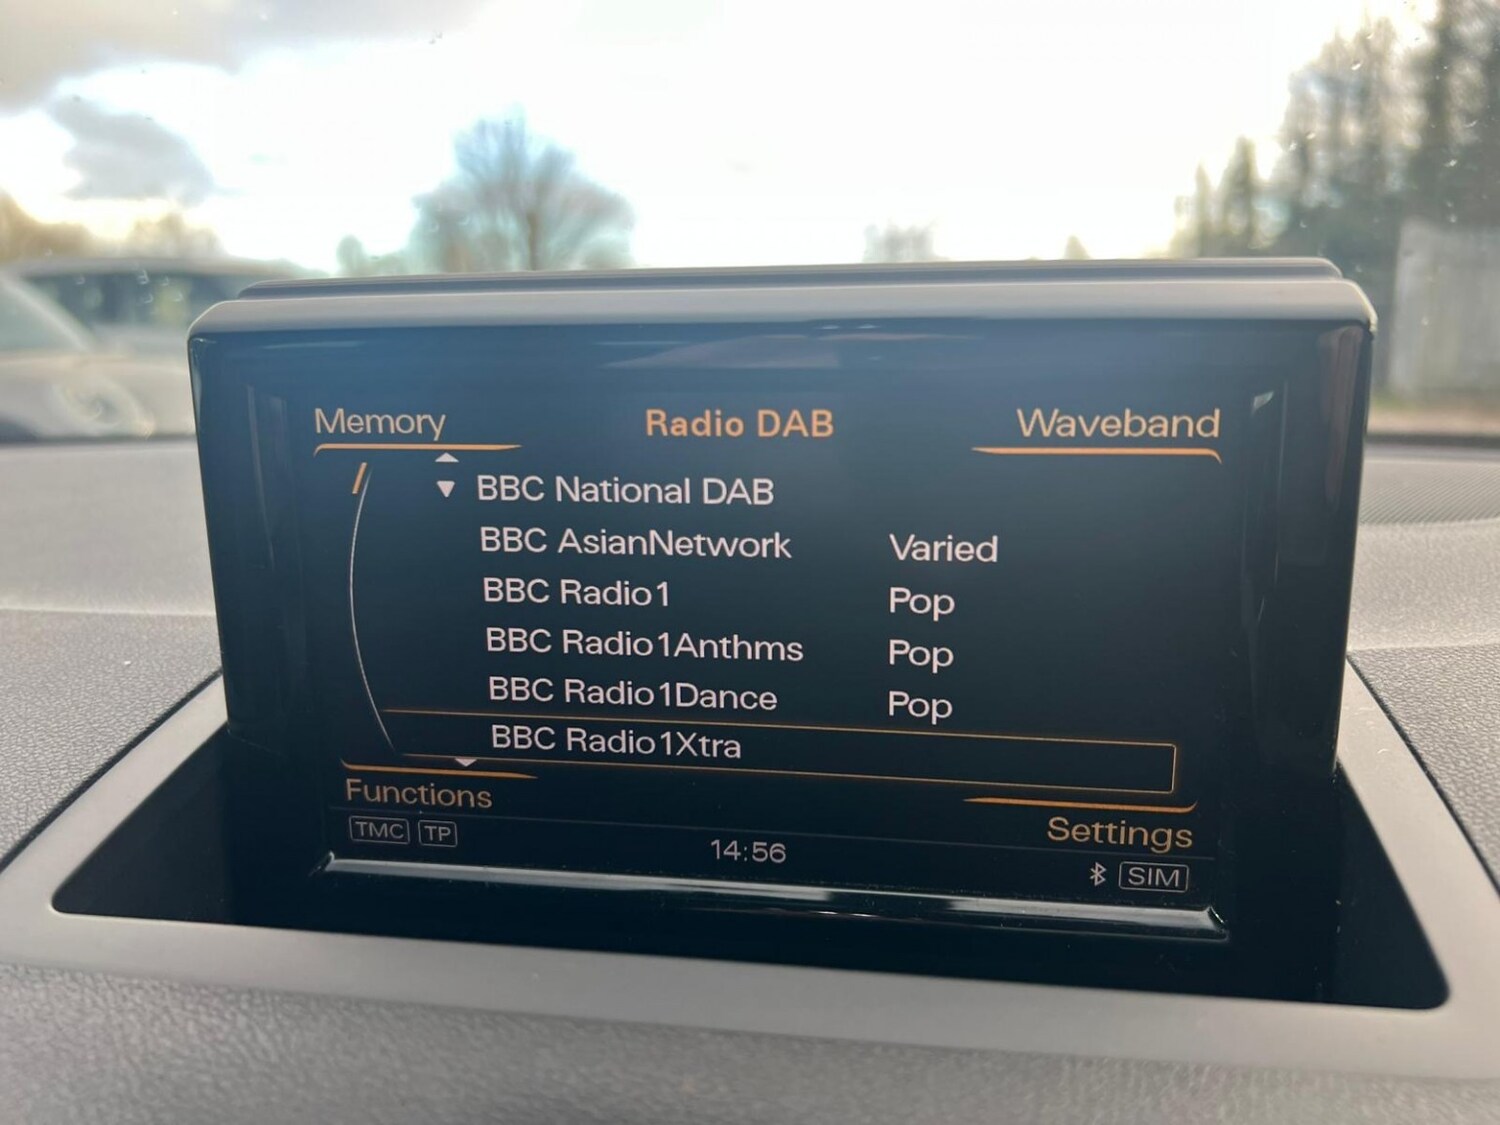 Memory Radio DAB Waveband
BBC National DAB
BBC AsianNetwork Varied
BBC Radio1 Pop
BBC Radio1Anthms Pop
BBC Radio1Dance Pop
BBC Radio1Xtra
Functions
Settings
TMC TP 14:56 SIM